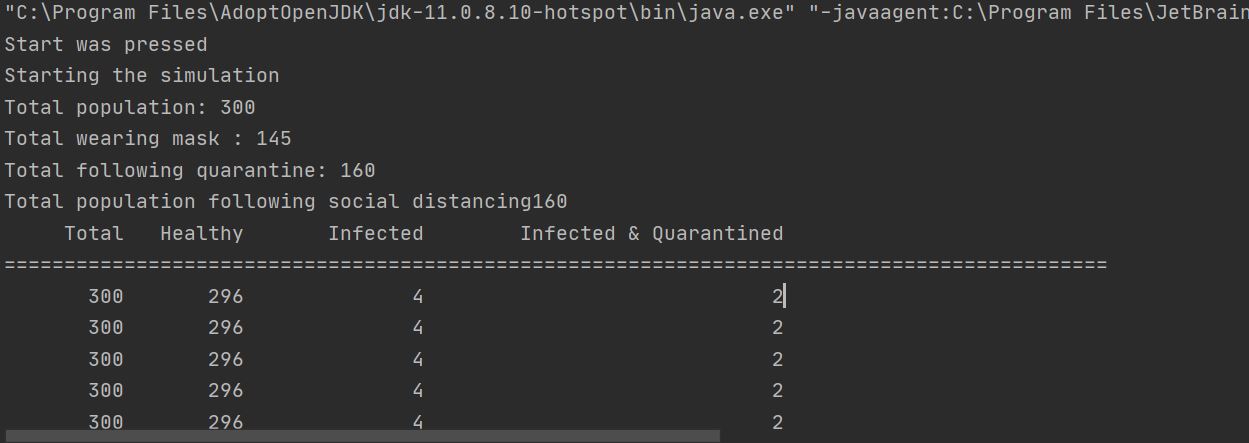 "C:\Program Files\AdoptOpenJDK\jdk-11.0.8.10-hotspot\bin\java.exe" "-javaagent:C:\Program Files\JetBrain
Start was pressed
Starting the simulation
Total population: 300
Total wearing mask : 145
Total following quarantine: 160
Total population following social distancing160
Total Healthy Infected Infected & Quarantined
============================================================================================
300 296 4 2
300 296 4 2
300 296 4 2
300 296 4 2
300 296 4 2